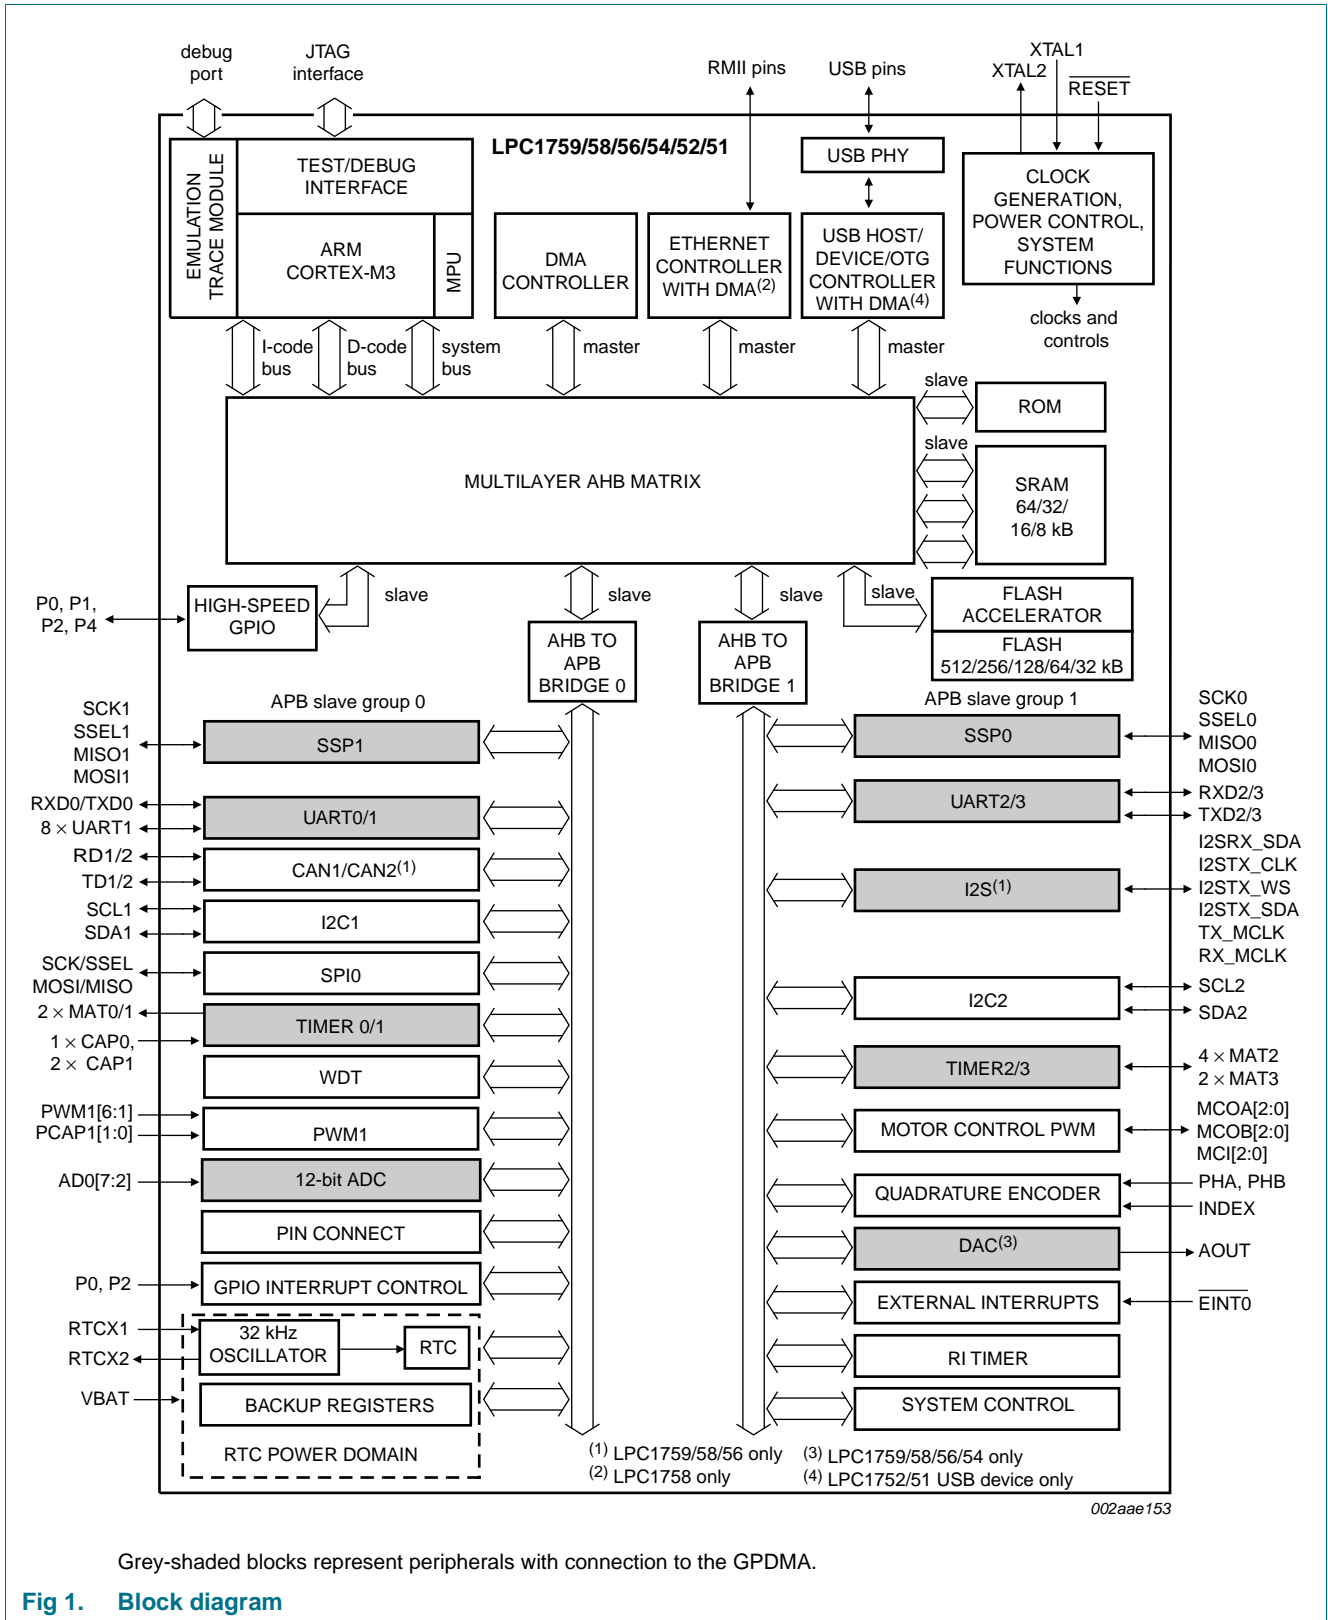 debug
port
JTAG
interface
RMII pins
USB pins
XTAL1
XTAL2
RESET
LPC1759/58/56/54/52/51
EMULATION
TRACE MODULE
TEST/DEBUG
INTERFACE
ARM
CORTEX-M3
MPU
DMA
CONTROLLER
ETHERNET
CONTROLLER
WITH DMA(2)
USB PHY
USB HOST/
DEVICE/OTG
CONTROLLER
WITH DMA(4)
CLOCK
GENERATION,
POWER CONTROL,
SYSTEM
FUNCTIONS
clocks and
controls
I-code
bus
D-code
bus
system
bus
master
master
master
MULTILAYER AHB MATRIX
slave
ROM
slave
SRAM
64/32/
16/8 kB
P0, P1,
P2, P4
HIGH-SPEED
GPIO
slave
slave
slave
slave
AHB TO
APB
BRIDGE 0
AHB TO
APB
BRIDGE 1
FLASH
ACCELERATOR
FLASH
512/256/128/64/32 kB
APB slave group 0
SCK1
SSEL1
MISO1
MOSI1
SSP1
RXD0/TXD0
8 × UART1
UART0/1
RD1/2
TD1/2
CAN1/CAN2(1)
SCL1
SDA1
I2C1
SCK/SSEL
MOSI/MISO
SPI0
2 × MAT0/1
1 × CAP0,
2 × CAP1
TIMER 0/1
WDT
PWM1[6:1]
PCAP1[1:0]
PWM1
AD0[7:2]
12-bit ADC
PIN CONNECT
P0, P2
GPIO INTERRUPT CONTROL
RTCX1
RTCX2
32 kHz
OSCILLATOR
RTC
VBAT
BACKUP REGISTERS
RTC POWER DOMAIN
APB slave group 1
SSP0
SCK0
SSEL0
MISO0
MOSI0
UART2/3
RXD2/3
TXD2/3
I2S(1)
I2SRX_SDA
I2STX_CLK
I2STX_WS
I2STX_SDA
TX_MCLK
RX_MCLK
I2C2
SCL2
SDA2
TIMER2/3
4 × MAT2
2 × MAT3
MOTOR CONTROL PWM
MCOA[2:0]
MCOB[2:0]
MCI[2:0]
QUADRATURE ENCODER
PHA, PHB
INDEX
DAC(3)
AOUT
EXTERNAL INTERRUPTS
EINT0
RI TIMER
SYSTEM CONTROL
(1) LPC1759/58/56 only
(2) LPC1758 only
(3) LPC1759/58/56/54 only
(4) LPC1752/51 USB device only
002aae153
Grey-shaded blocks represent peripherals with connection to the GPDMA.
Fig 1. Block diagram